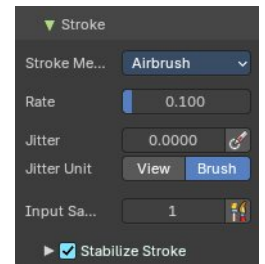 Stroke
Stroke Me... Airbrush
Rate 0.100
Jitter 0.0000
Jitter Unit View Brush
Input Sa... 1
Stabilize Stroke